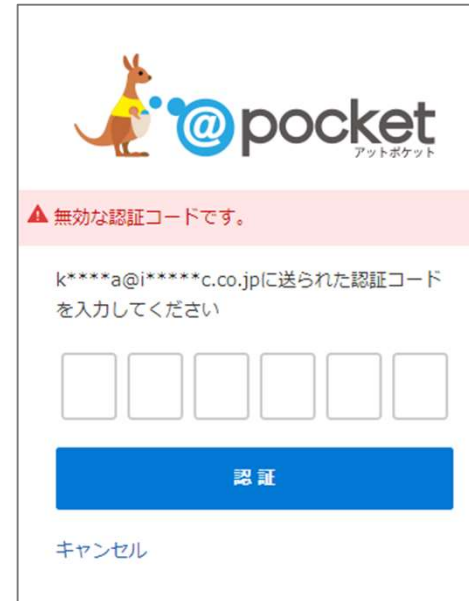 @pocket
アットポケット
無効な認証コードです。
k****a@i*****c.co.jpに送られた認証コード
を入力してください
認証
キャンセル